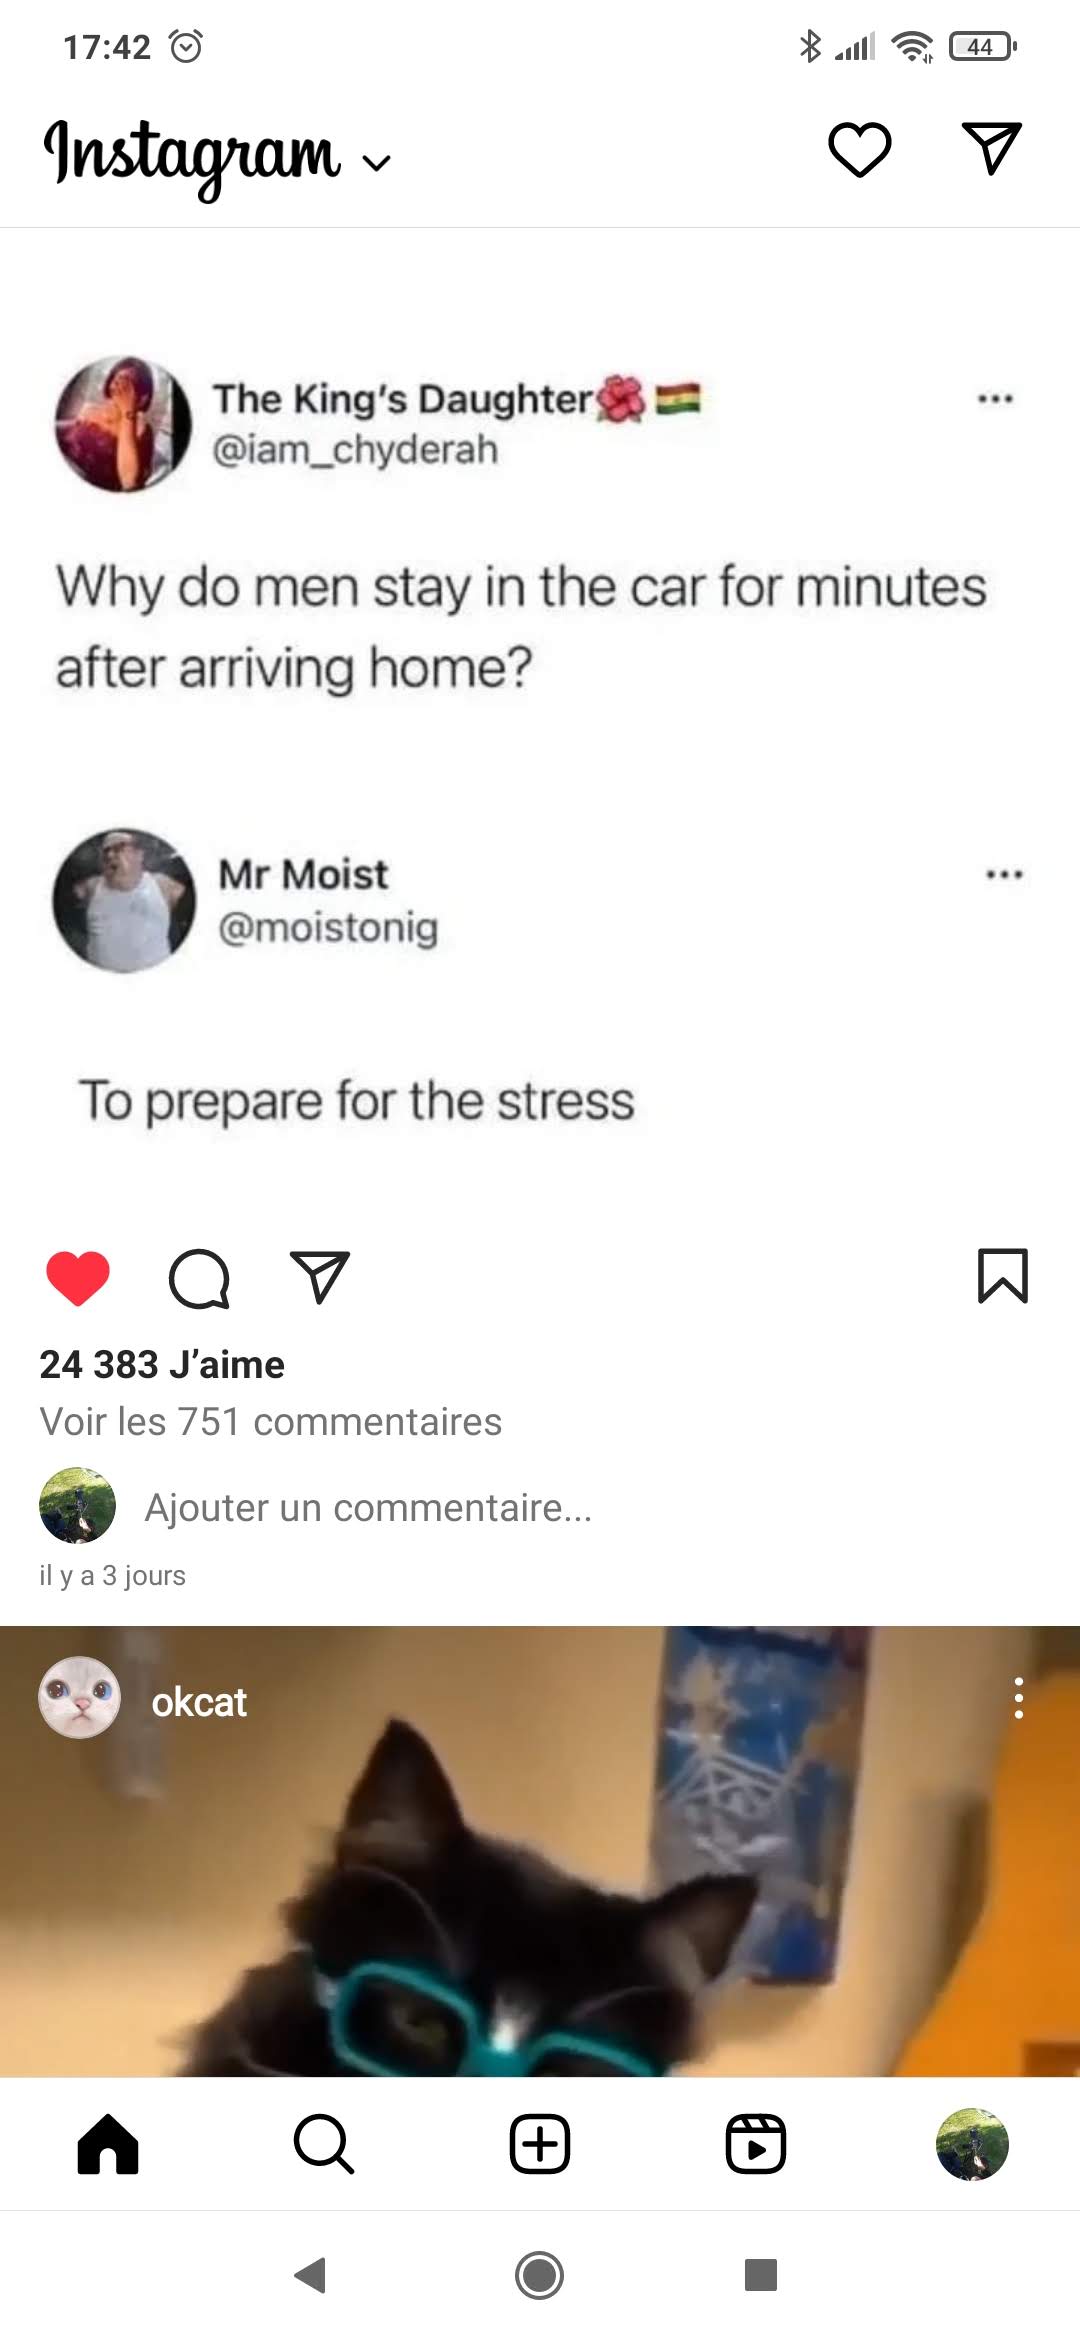 17:42
44
Instagram
The King's Daughter🌺🇬🇭
@iam_chyderah
Why do men stay in the car for minutes
after arriving home?
Mr Moist
@moistonig
To prepare for the stress
24 383 J’aime
Voir les 751 commentaires
Ajouter un commentaire...
il y a 3 jours
okcat